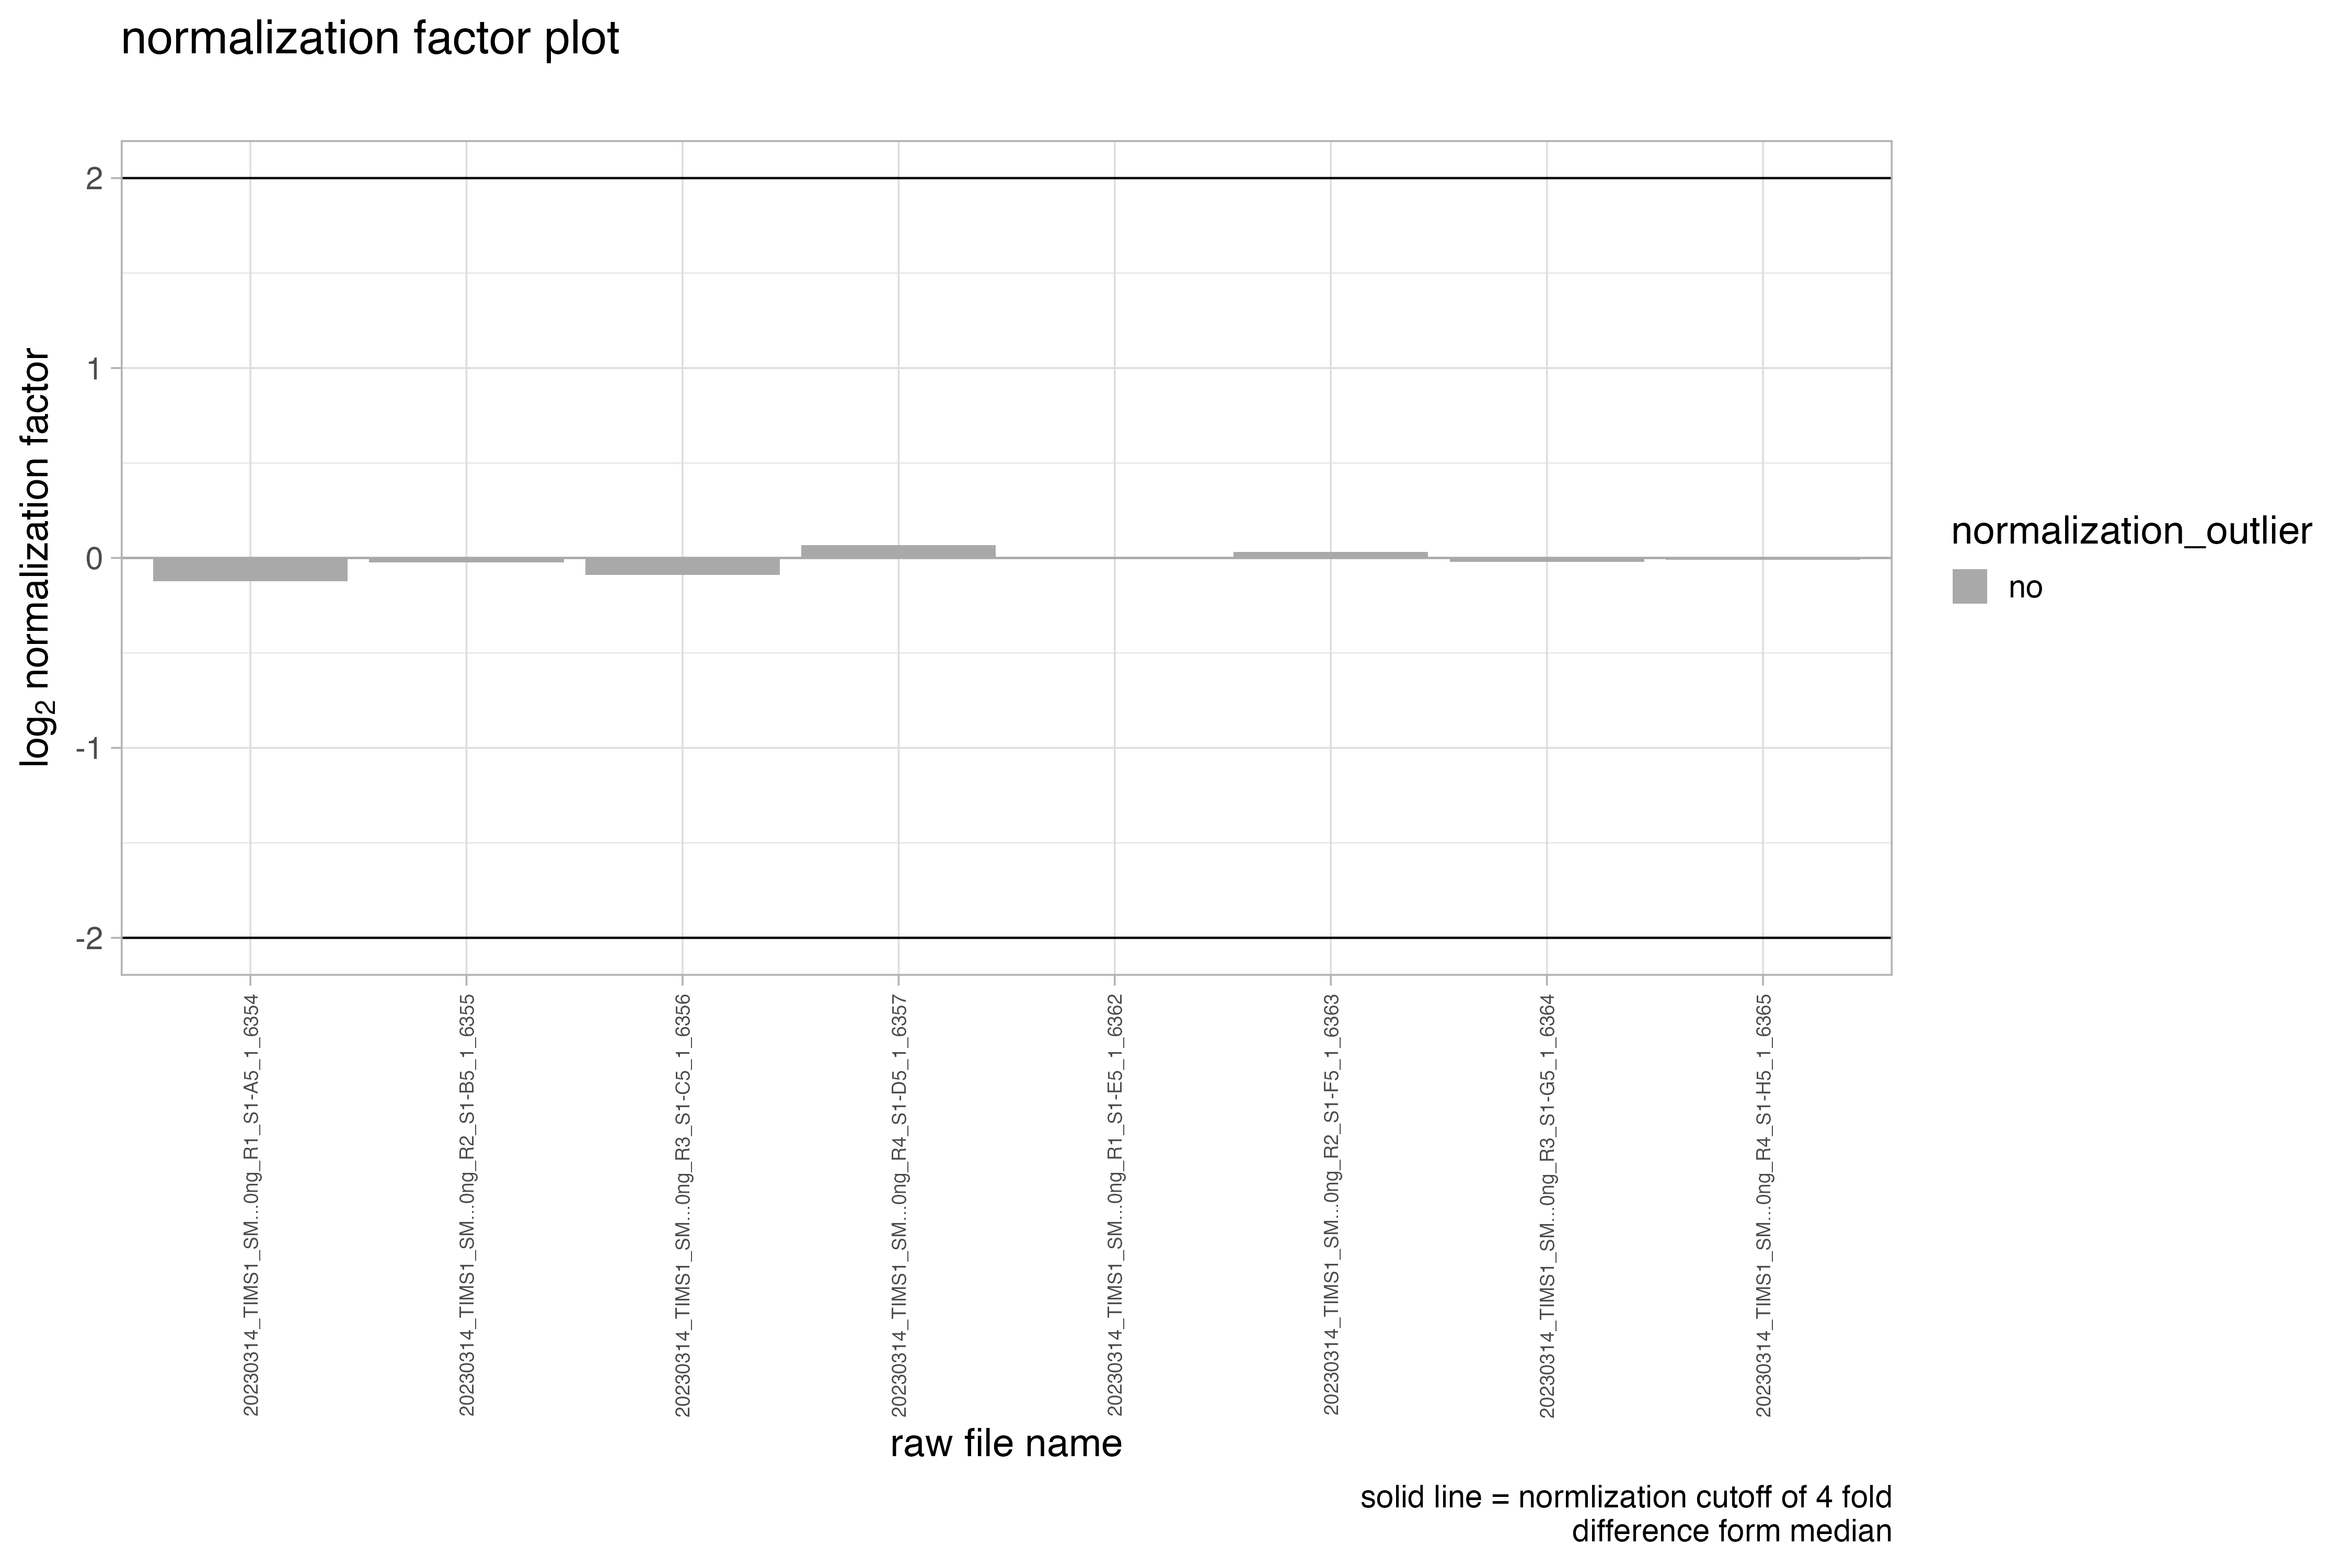 normalization factor plot
log2 normalization factor
2
1
0
-1
-2
20230314_TIMS1_SM...0ng_R1_S1-A5_1_6354
20230314_TIMS1_SM...0ng_R2_S1-B5_1_6355
20230314_TIMS1_SM...0ng_R3_S1-C5_1_6356
20230314_TIMS1_SM...0ng_R4_S1-D5_1_6357
20230314_TIMS1_SM...0ng_R1_S1-E5_1_6362
20230314_TIMS1_SM...0ng_R2_S1-F5_1_6363
20230314_TIMS1_SM...0ng_R3_S1-G5_1_6364
20230314_TIMS1_SM...0ng_R4_S1-H5_1_6365
raw file name
normalization_outlier
no
solid line = normlization cutoff of 4 fold
difference form median